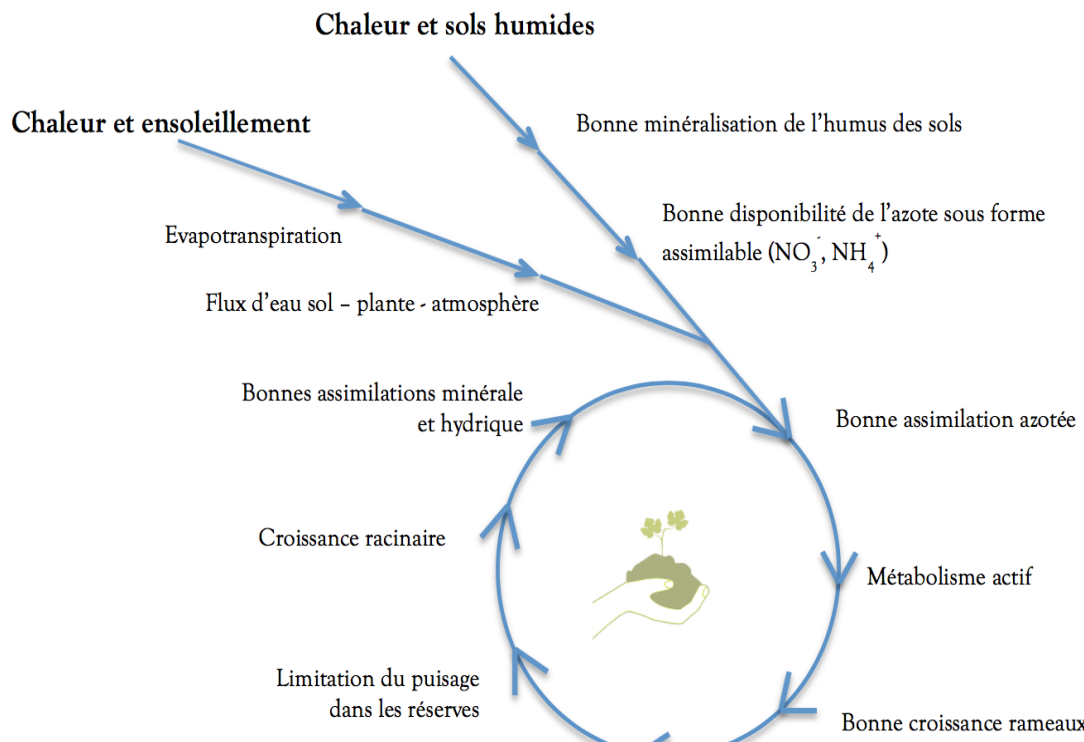 Chaleur et sols humides
Chaleur et ensoleillement
Bonne minéralisation de l'humus des sols
Bonne disponibilité de l'azote sous forme
assimilable (NO₃⁻, NH₄⁺)
Evapotranspiration
Flux d'eau sol – plante - atmosphère
Bonnes assimilations minérale
et hydrique
Bonne assimilation azotée
Croissance racinaire
Métabolisme actif
Limitation du puisage
dans les réserves
Bonne croissance rameaux